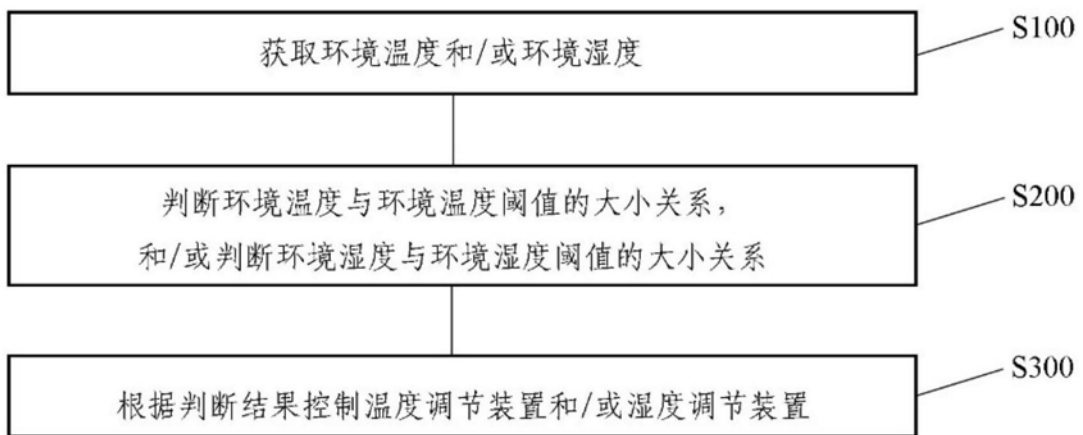 获取环境温度和/或环境湿度
S100
判断环境温度与环境温度阈值的大小关系，
和/或判断环境湿度与环境湿度阈值的大小关系
S200
根据判断结果控制温度调节装置和/或湿度调节装置
S300